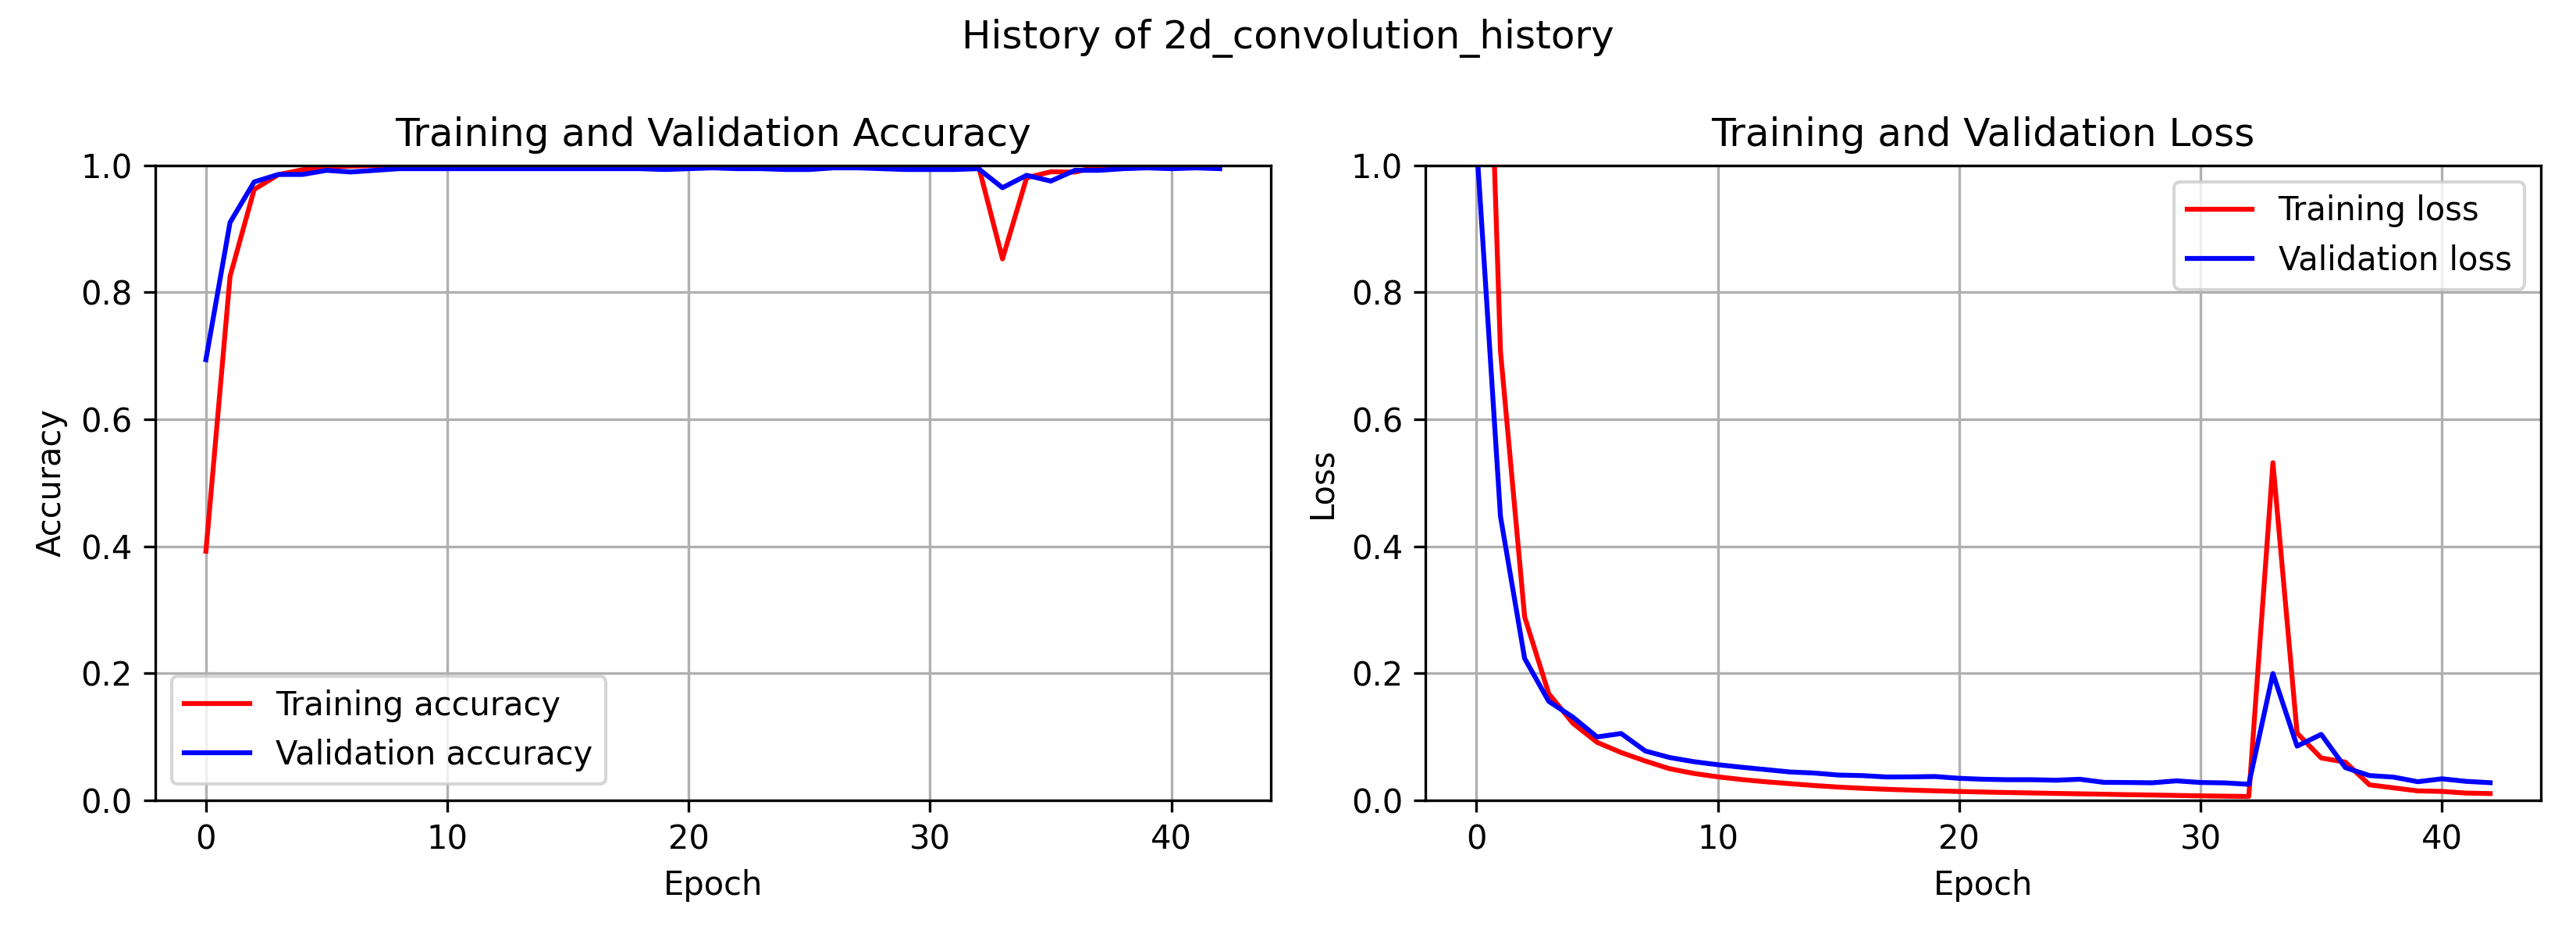 History of 2d_convolution_history
Training and Validation Accuracy
1.0
0.8
0.6
0.4
0.2
0.0
Accuracy
Training accuracy
Validation accuracy
0 10 20 30 40
Epoch
Training and Validation Loss
1.0
0.8
0.6
0.4
0.2
0.0
Loss
Training loss
Validation loss
0 10 20 30 40
Epoch